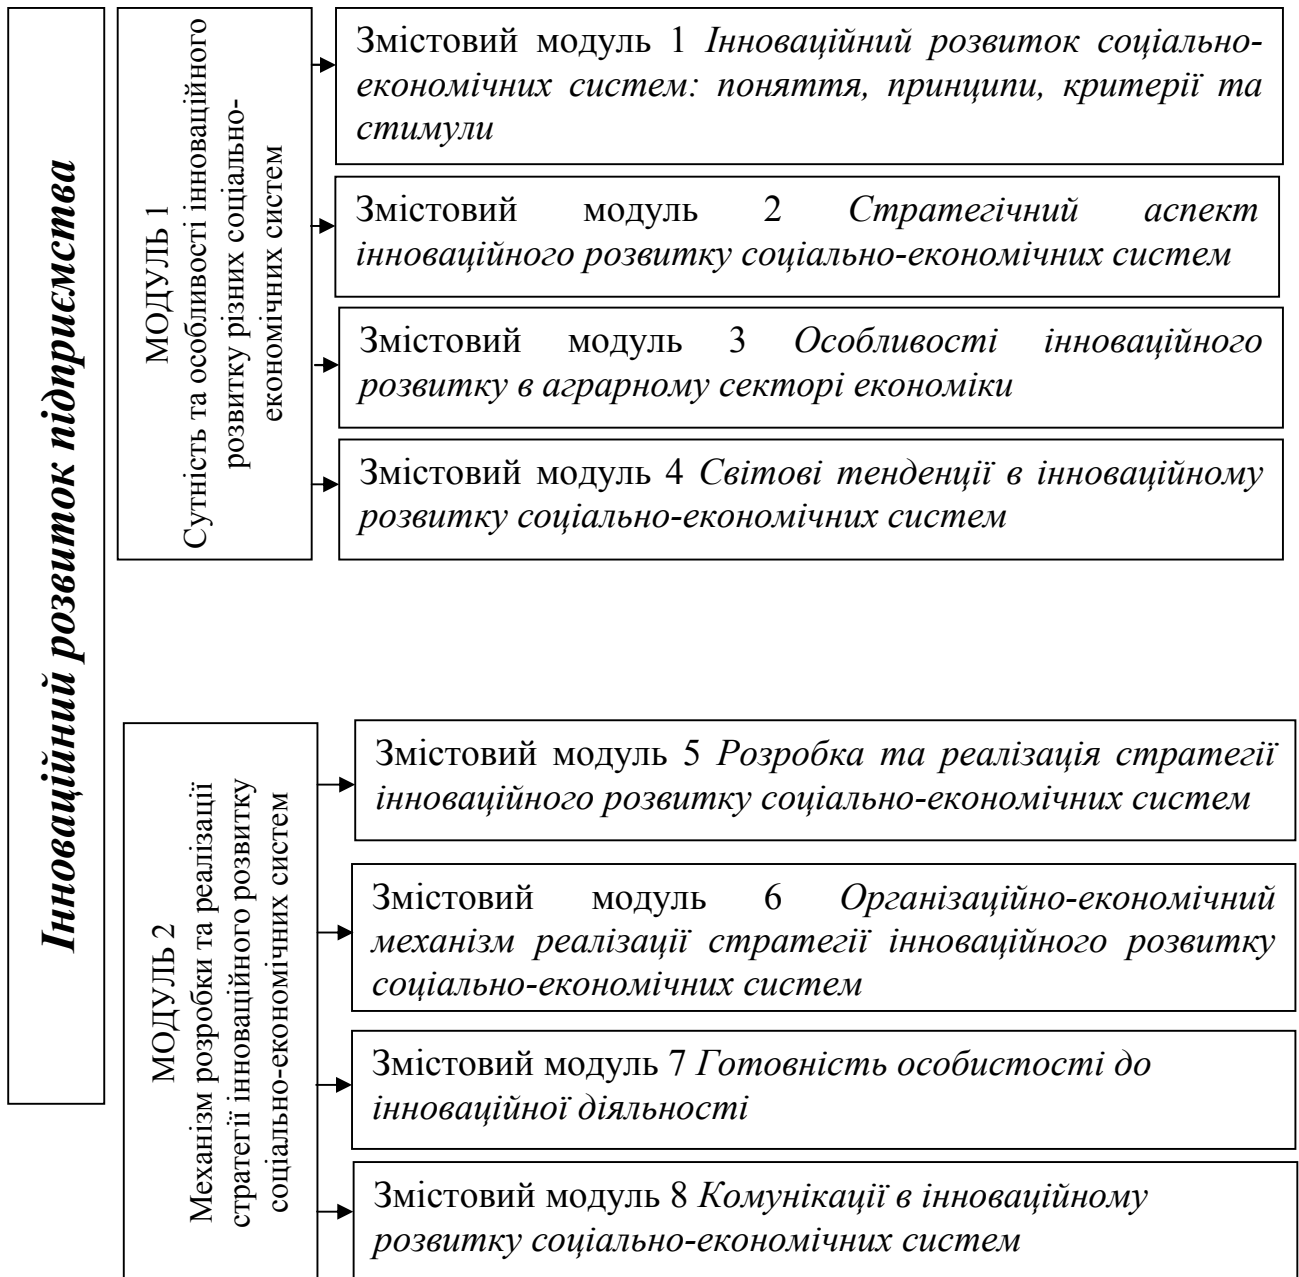 Інноваційний розвиток підприємства
МОДУЛЬ 1
Сутність та особливості інноваційного
розвитку різних соціально-
економічних систем
Змістовий модуль 1 Інноваційний розвиток соціально-
економічних систем: поняття, принципи, критерії та
стимули
Змістовий модуль 2 Стратегічний аспект
інноваційного розвитку соціально-економічних систем
Змістовий модуль 3 Особливості інноваційного
розвитку в аграрному секторі економіки
Змістовий модуль 4 Світові тенденції в інноваційному
розвитку соціально-економічних систем
МОДУЛЬ 2
Механізм розробки та реалізації
стратегії інноваційного розвитку
соціально-економічних систем
Змістовий модуль 5 Розробка та реалізація стратегії
інноваційного розвитку соціально-економічних систем
Змістовий модуль 6 Організаційно-економічний
механізм реалізації стратегії інноваційного розвитку
соціально-економічних систем
Змістовий модуль 7 Готовність особистості до
інноваційної діяльності
Змістовий модуль 8 Комунікації в інноваційному
розвитку соціально-економічних систем